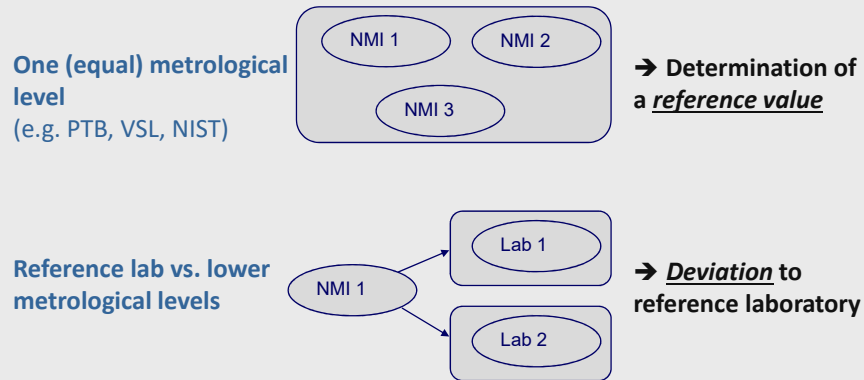 One (equal) metrological
level
(e.g. PTB, VSL, NIST)
NMI 1
NMI 2
NMI 3
➔ Determination of
a reference value
Reference lab vs. lower
metrological levels
NMI 1
Lab 1
Lab 2
➔ Deviation to
reference laboratory